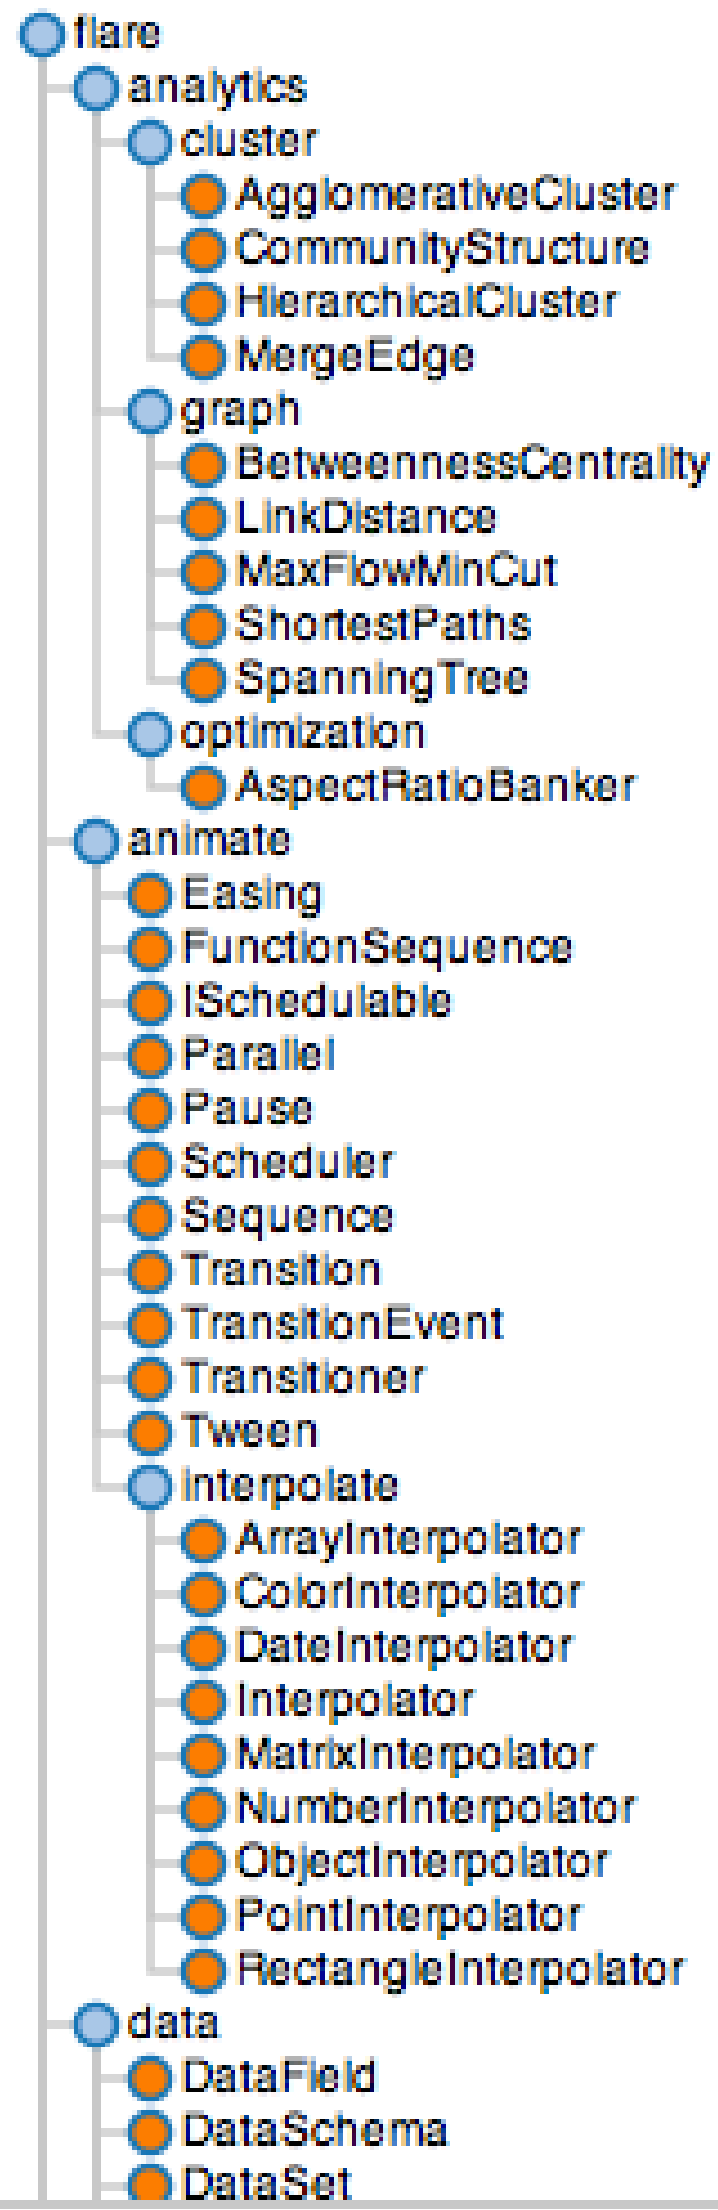 flare
analytics
cluster
AgglomerativeCluster
CommunityStructure
HierarchicalCluster
MergeEdge
graph
BetweennessCentrality
LinkDistance
MaxFlowMinCut
ShortestPaths
SpanningTree
optimization
AspectRatioBanker
animate
Easing
FunctionSequence
ISchedulable
Parallel
Pause
Scheduler
Sequence
Transition
TransitionEvent
Transitioner
Tween
interpolate
ArrayInterpolator
ColorInterpolator
DateInterpolator
Interpolator
MatrixInterpolator
NumberInterpolator
ObjectInterpolator
PointInterpolator
RectangleInterpolator
data
DataField
DataSchema
DataSet